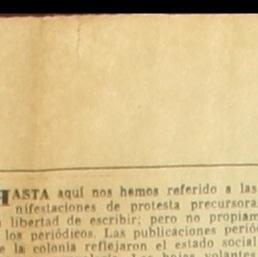 HASTA aquí nos hemos referido a las
nifestaciones de protesta precursora
libertad de escribir; pero no propiam
los periódicos. Las publicaciones perió
e la colonia reflejaron el estado social